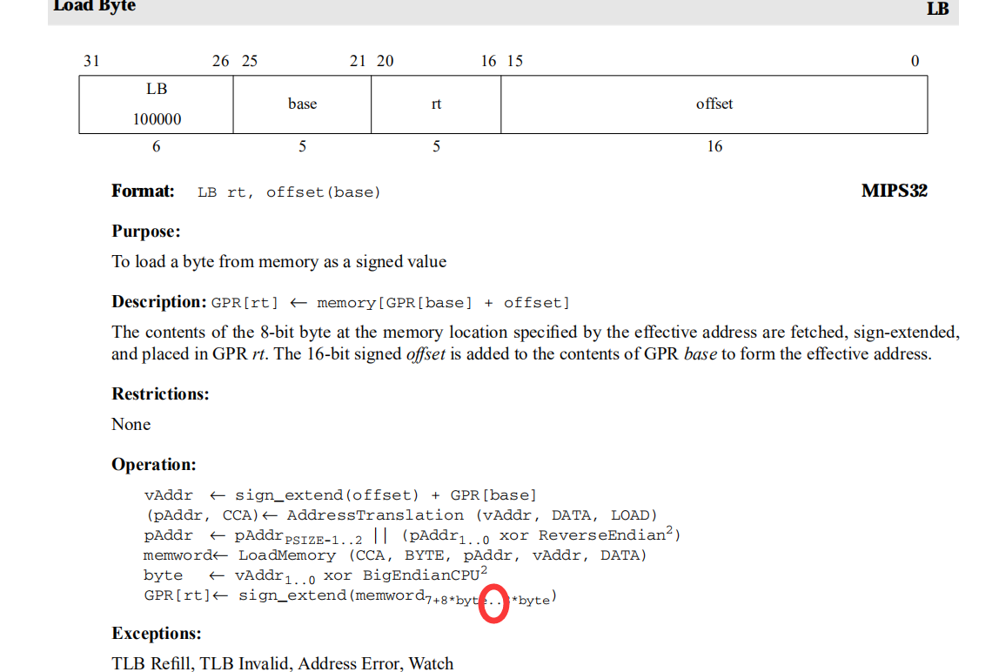 Load Byte LB
31 26 25 21 20 16 15 0
LB
100000 base rt offset
6 5 5 16
Format: LB rt, offset(base) MIPS32
Purpose:
To load a byte from memory as a signed value
Description: GPR[rt] ← memory[GPR[base] + offset]
The contents of the 8-bit byte at the memory location specified by the effective address are fetched, sign-extended,
and placed in GPR rt. The 16-bit signed offset is added to the contents of GPR base to form the effective address.
Restrictions:
None
Operation:
vAddr ← sign_extend(offset) + GPR[base]
(pAddr, CCA)← AddressTranslation (vAddr, DATA, LOAD)
pAddr ← pAddrPSIZE-1..2 || (pAddr1..0 xor ReverseEndian2)
memword← LoadMemory (CCA, BYTE, pAddr, vAddr, DATA)
byte ← vAddr1..0 xor BigEndianCPU2
GPR[rt]← sign_extend(memword7+8*byte..8*byte)
Exceptions:
TLB Refill, TLB Invalid, Address Error, Watch